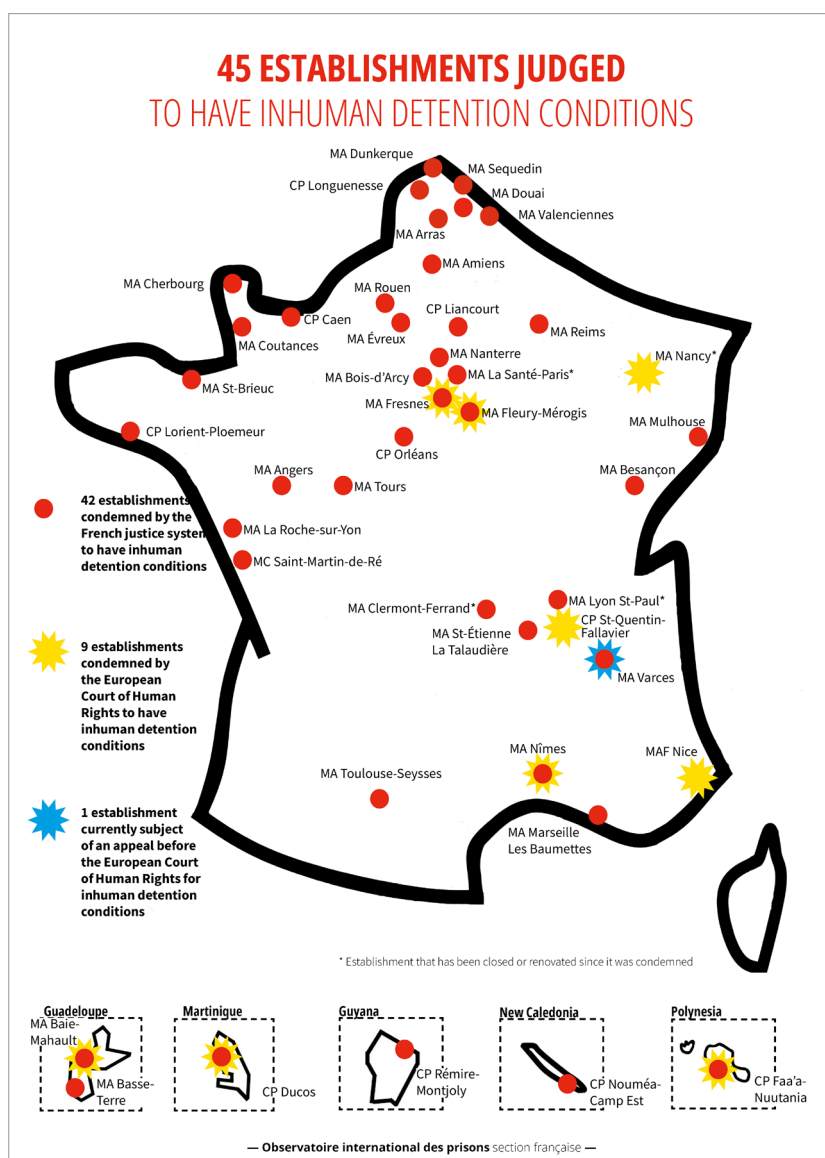 45 ESTABLISHMENTS JUDGED
TO HAVE INHUMAN DETENTION CONDITIONS
MA Dunkerque
MA Sequedin
CP Longuenesse
MA Douai
MA Valenciennes
MA Arras
MA Amiens
MA Cherbourg
MA Rouen
CP Liancourt
CP Caen
MA Reims
MA Évreux
MA Coutances
MA Nanterre
MA Nancy*
MA La Santé-Paris*
MA Bois-d'Arcy
MA St-Brieuc
MA Fresnes
MA Fleury-Mérogis
MA Mulhouse
CP Lorient-Ploemeur
CP Orléans
MA Angers
MA Besançon
MA Tours
42 establishments
condemned by the
French justice system
to have inhuman
detention conditions
MA La Roche-sur-Yon
MC Saint-Martin-de-Ré
MA Lyon St-Paul*
MA Clermont-Ferrand*
CP St-Quentin-
Fallavier
MA St-Étienne
La Talaudière
9 establishments
condemned by
the European
Court of Human
Rights to have
inhuman detention
conditions
MA Varces
MA Nîmes
MAF Nice
MA Toulouse-Seysses
1 establishment
currently subject
of an appeal before
the European Court
of Human Rights for
inhuman detention
conditions
MA Marseille
Les Baumettes
* Establishment that has been closed or renovated since it was condemned
Guadeloupe
MA Baie-
Mahault
MA Basse-
Terre
Martinique
CP Ducos
Guyana
CP Rémire-
Montjoly
New Caledonia
CP Nouméa-
Camp Est
Polynesia
CP Faa'a-
Nuutania
— Observatoire international des prisons section française —